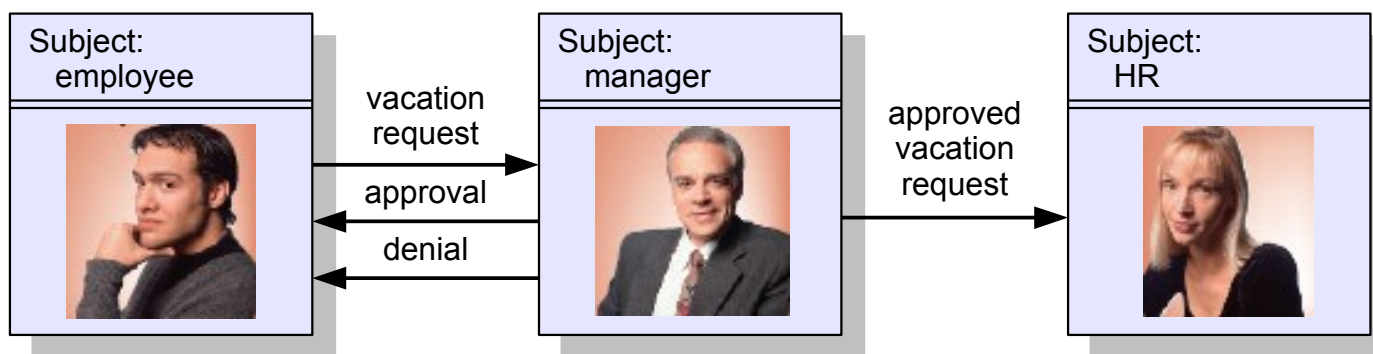 Subject:
employee
vacation
request
approval
denial
Subject:
manager
approved
vacation
request
Subject:
HR